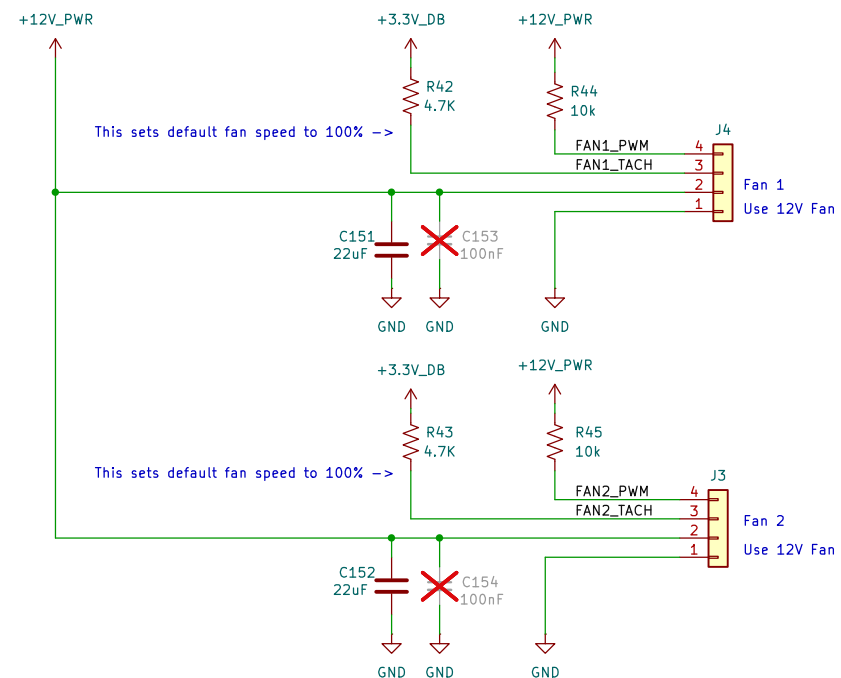 +12V_PWR
+3.3V_DB
+12V_PWR
R42
4.7K
R44
10k
This sets default fan speed to 100% —>
J4
FAN1_PWM
4
FAN1_TACH
3
2
Fan 1
1
Use 12V Fan
C151
22uF
C153
100nF
GND
GND
GND
+3.3V_DB
+12V_PWR
R43
4.7K
R45
10k
This sets default fan speed to 100% —>
J3
FAN2_PWM
4
FAN2_TACH
3
Fan 2
2
1
Use 12V Fan
C152
22uF
C154
100nF
GND
GND
GND